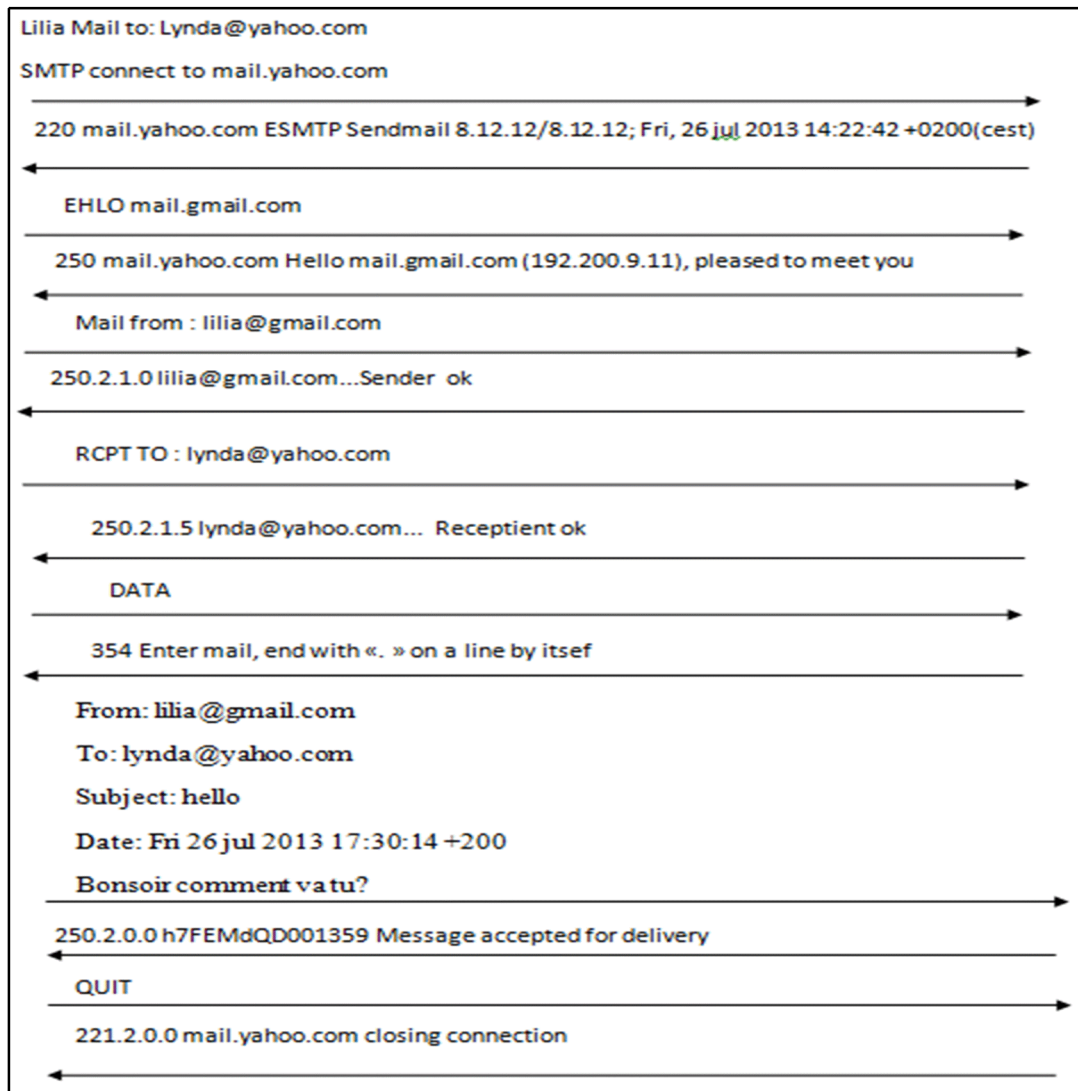 Lilia Mail to: Lynda@yahoo.com
SMTP connect to mail.yahoo.com
220 mail.yahoo.com ESMTP Sendmail 8.12.12/8.12.12; Fri, 26 jul 2013 14:22:42 +0200(cest)
EHLO mail.gmail.com
250 mail.yahoo.com Hello mail.gmail.com (192.200.9.11), pleased to meet you
Mail from : lilia@gmail.com
250.2.1.0 lilia@gmail.com...Sender ok
RCPT TO : lynda@yahoo.com
250.2.1.5 lynda@yahoo.com... Receptient ok
DATA
354 Enter mail, end with «. » on a line by itsef
From: lilia@gmail.com
To: lynda@yahoo.com
Subject: hello
Date: Fri 26 jul 2013 17:30:14 +200
Bonsoir comment va tu?
250.2.0.0 h7FEMdQD001359 Message accepted for delivery
QUIT
221.2.0.0 mail.yahoo.com closing connection